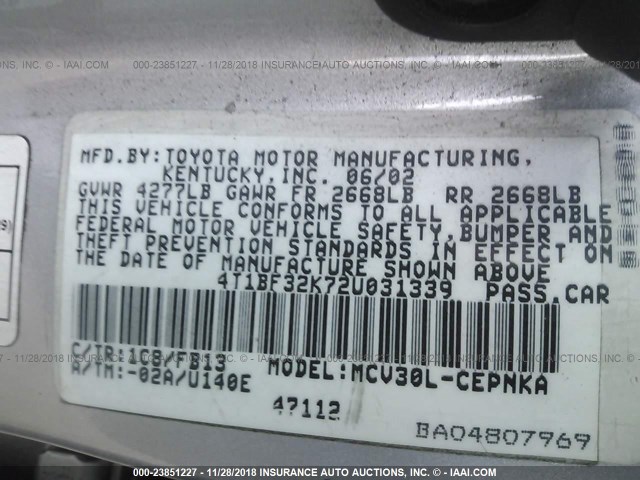 000-23851227 - 11/28/2018 INSURANCE AUTO AUCTIONS, INC. - © IAAI.COM
MFD.BY:TOYOTA MOTOR MANUFACTURING,
KENTUCKY,INC. 06/02
GVWR 4277LB GAWR FR 2668LB RR 2668LB
THIS VEHICLE CONFORMS TO ALL APPLICABLE
FEDERAL MOTOR VEHICLE SAFETY,BUMPER AND
THEFT PREVENTION STANDARDS IN EFFECT ON
THE DATE OF MANUFACTURE SHOWN ABOVE
4T1BF32K72U031339 PASS.CAR
C/TR:1B8/FB13
A/TM:-02A/U140E MODEL:MCV30L-CEPNKA
47112
BA04807969
000-23851227 - 11/28/2018 INSURANCE AUTO AUCTIONS, INC. - © IAAI.COM